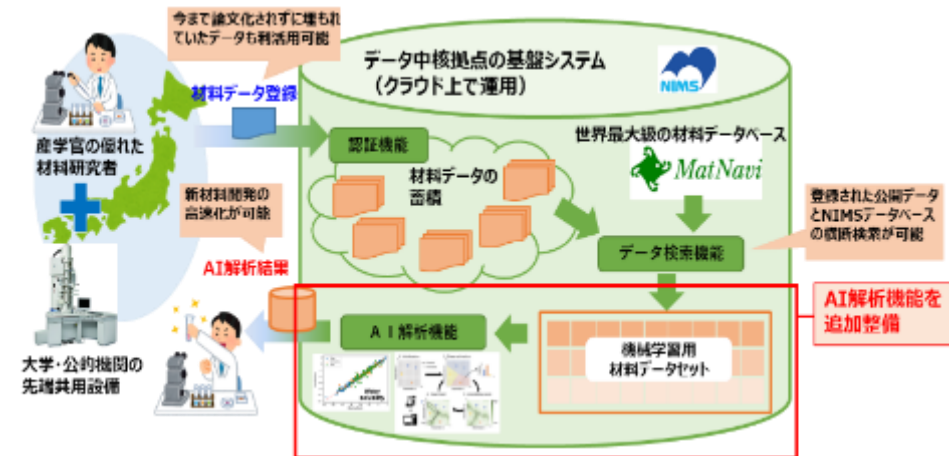 今まで論文化されずに埋もれ
ていたデータも利活用可能
データ中核拠点の基盤システム
（クラウド上で運用）
NIMS
材料データ登録
産学官の優れた
材料研究者
認証機能
世界最大級の材料データベース
MatNavi
材料データの
蓄積
新材料開発の
高速化が可能
登録された公開データ
とNIMSデータベース
の横断検索が可能
データ検索機能
AI解析結果
AI解析機能を
追加整備
ＡＩ解析機能
機械学習用
材料データセット
大学・公的機関の
先端共用設備